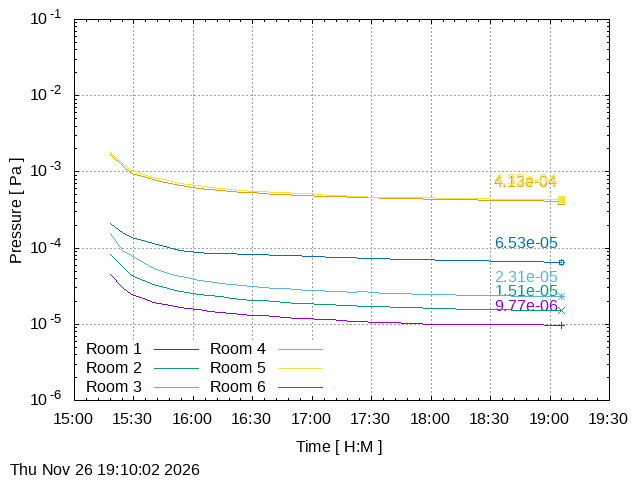 10^-1
10^-2
10^-3
10^-4
10^-5
10^-6
Pressure [ Pa ]
4.13e-04
6.53e-05
2.31e-05
1.51e-05
9.77e-06
Room 1 Room 4
Room 2 Room 5
Room 3 Room 6
15:00 15:30 16:00 16:30 17:00 17:30 18:00 18:30 19:00 19:30
Time [ H:M ]
Thu Nov 26 19:10:02 2026